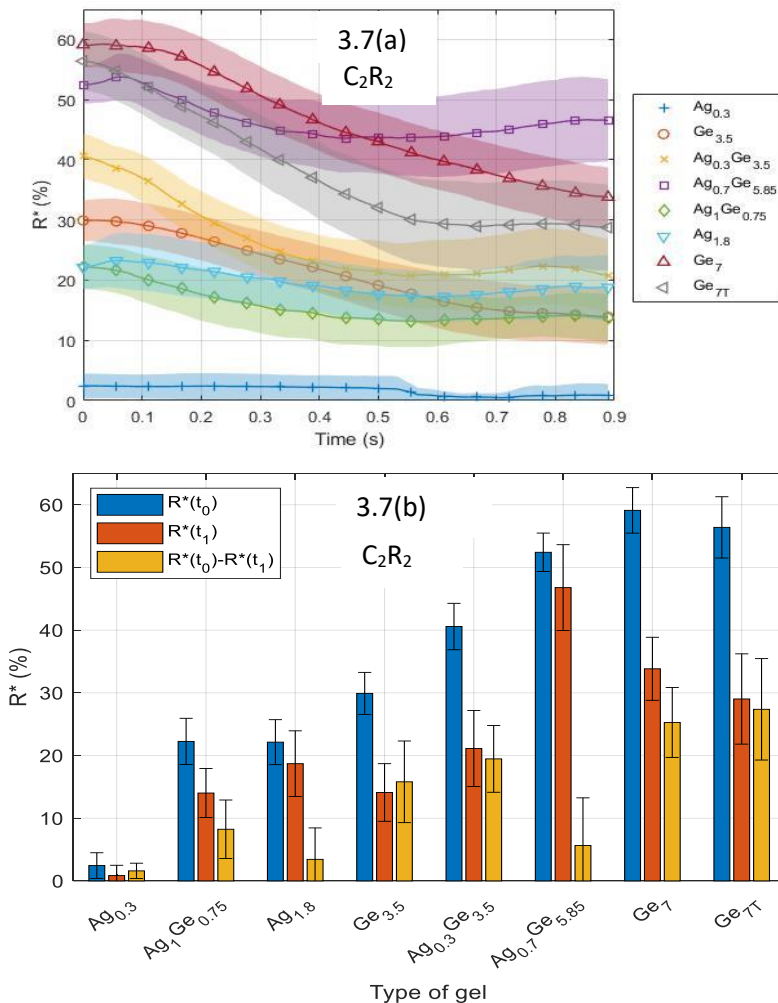 3.7(a)
C₂R₂
60
50
40
30
20
10
0
R* (%)
0 0.1 0.2 0.3 0.4 0.5 0.6 0.7 0.8 0.9
Time (s)
Ag₀.₃
Ge₃.₅
Ag₀.₃Ge₃.₅
Ag₀.₇Ge₅.₈₅
Ag₁Ge₀.₇₅
Ag₁.₈
Ge₇
Ge₇T
3.7(b)
C₂R₂
R*(t₀)
R*(t₁)
R*(t₀)-R*(t₁)
60
50
40
30
20
10
0
R* (%)
Ag₀.₃ Ag₁Ge₀.₇₅ Ag₁.₈ Ge₃.₅ Ag₀.₃Ge₃.₅ Ag₀.₇Ge₅.₈₅ Ge₇ Ge₇T
Type of gel